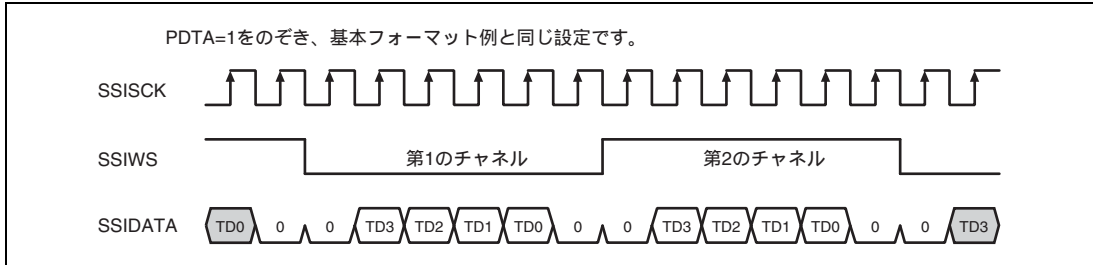 PDTA=1をのぞき、基本フォーマット例と同じ設定です。
SSISCK
SSIWS 第1のチャネル 第2のチャネル
SSIDATA TD0 0 0 TD3 TD2 TD1 TD0 0 0 TD3 TD2 TD1 TD0 0 0 TD3